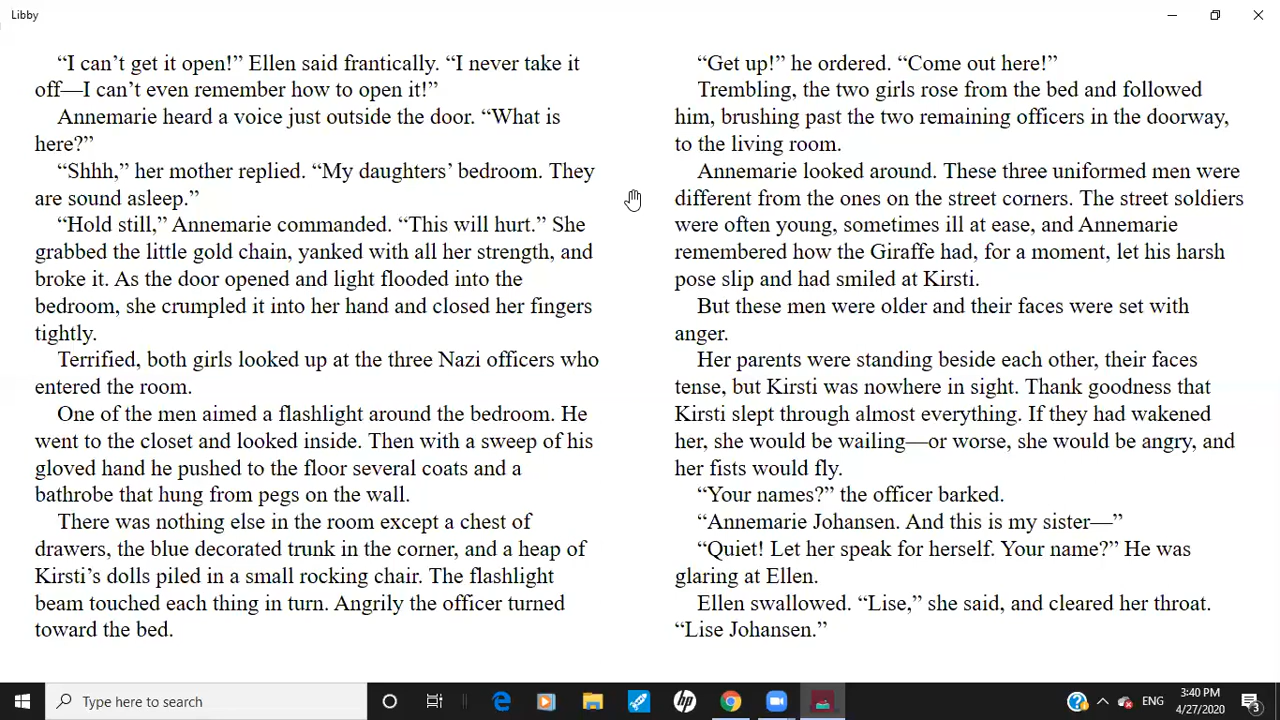 Libby
“I can’t get it open!” Ellen said frantically. “I never take it
off—I can’t even remember how to open it!”
Annemarie heard a voice just outside the door. “What is
here?”
“Shhh,” her mother replied. “My daughters’ bedroom. They
are sound asleep.”
“Hold still,” Annemarie commanded. “This will hurt.” She
grabbed the little gold chain, yanked with all her strength, and
broke it. As the door opened and light flooded into the
bedroom, she crumpled it into her hand and closed her fingers
tightly.
Terrified, both girls looked up at the three Nazi officers who
entered the room.
One of the men aimed a flashlight around the bedroom. He
went to the closet and looked inside. Then with a sweep of his
gloved hand he pushed to the floor several coats and a
bathrobe that hung from pegs on the wall.
There was nothing else in the room except a chest of
drawers, the blue decorated trunk in the corner, and a heap of
Kirsti’s dolls piled in a small rocking chair. The flashlight
beam touched each thing in turn. Angrily the officer turned
toward the bed.
“Get up!” he ordered. “Come out here!”
Trembling, the two girls rose from the bed and followed
him, brushing past the two remaining officers in the doorway,
to the living room.
Annemarie looked around. These three uniformed men were
different from the ones on the street corners. The street soldiers
were often young, sometimes ill at ease, and Annemarie
remembered how the Giraffe had, for a moment, let his harsh
pose slip and had smiled at Kirsti.
But these men were older and their faces were set with
anger.
Her parents were standing beside each other, their faces
tense, but Kirsti was nowhere in sight. Thank goodness that
Kirsti slept through almost everything. If they had wakened
her, she would be wailing—or worse, she would be angry, and
her fists would fly.
“Your names?” the officer barked.
“Annemarie Johansen. And this is my sister—”
“Quiet! Let her speak for herself. Your name?” He was
glaring at Ellen.
Ellen swallowed. “Lise,” she said, and cleared her throat.
“Lise Johansen.”
Type here to search
hp
ENG
3:40 PM
4/27/2020
3